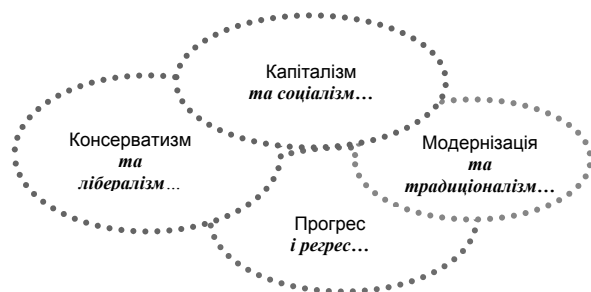 Капіталізм
та соціалізм…
Консерватизм
та
лібералізм…
Модернізація
та
традиціоналізм…
Прогрес
і регрес…